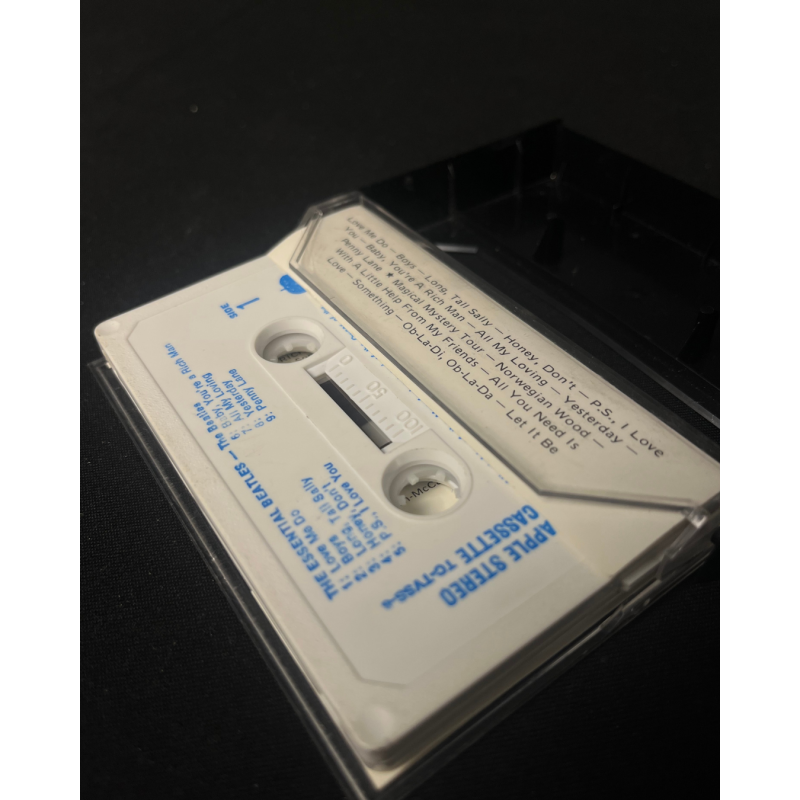 Love Me Do — Boys — Long, Tall Sally — Honey, Don't — P.S., I Love
You — Baby, You're A Rich Man — All My Loving — Yesterday —
Penny Lane ★ Magical Mystery Tour — Norwegian Wood —
With A Little Help From My Friends — All You Need Is
Love — Something — Ob-La-Di, Ob-La-Da — Let It Be
SIDE
1
0 50 100
THE ESSENTIAL BEATLES — The Beatles
1: Love Me Do
2: Boys
3: Long, Tall Sally
4: Honey, Don't
5: P.S., I Love You
6: Baby, You're a Rich Man
7: All My Loving
8: Yesterday
9: Penny Lane
APPLE STEREO
CASSETTE TC-TVSS-8